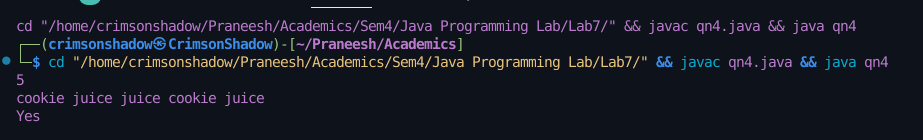 cd "/home/crimsonshadow/Praneesh/Academics/Sem4/Java Programming Lab/Lab7/" && javac qn4.java && java qn4
┌──(crimsonshadow㉿CrimsonShadow)-[~/Praneesh/Academics]
└─$ cd "/home/crimsonshadow/Praneesh/Academics/Sem4/Java Programming Lab/Lab7/" && javac qn4.java && java qn4
5
cookie juice juice cookie juice
Yes